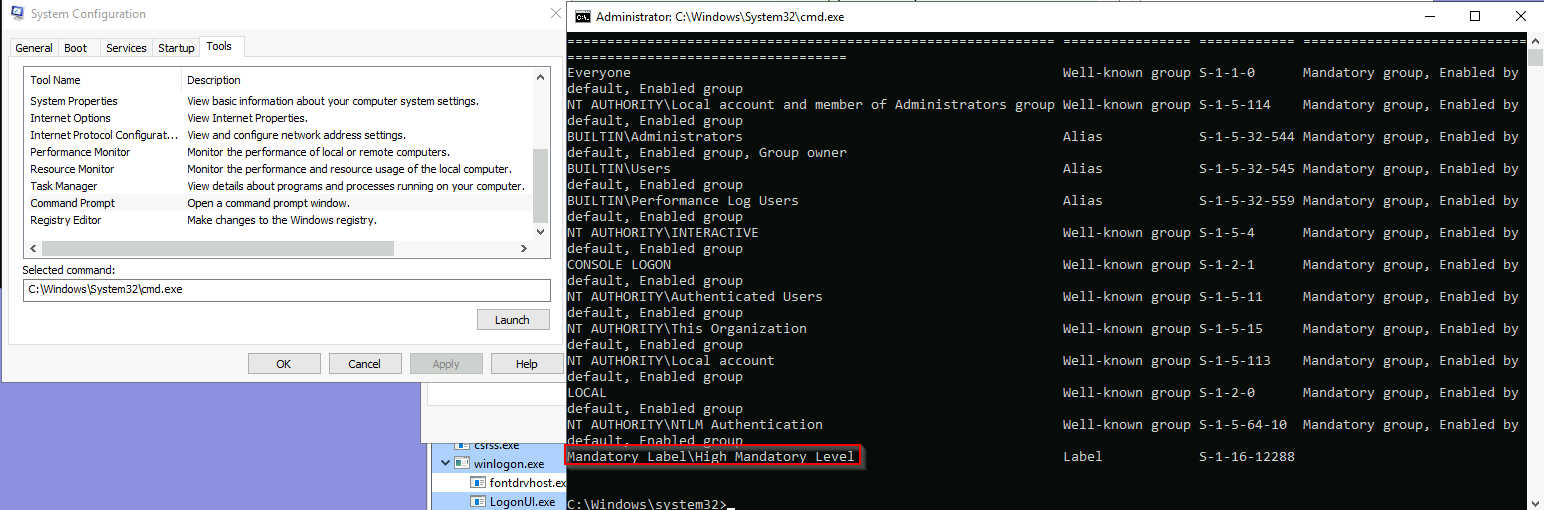 System Configuration
General Boot Services Startup Tools
Tool Name Description
System Properties View basic information about your computer system settings.
Internet Options View Internet Properties.
Internet Protocol Configurat... View and configure network address settings.
Performance Monitor Monitor the performance of local or remote computers.
Resource Monitor Monitor the performance and resource usage of the local computer.
Task Manager View details about programs and processes running on your computer.
Command Prompt Open a command prompt window.
Registry Editor Make changes to the Windows registry.
Selected command:
C:\Windows\System32\cmd.exe
Launch
OK Cancel Apply Help
csrss.exe
winlogon.exe
fontdrvhost.ex
LogonUI.exe
Administrator: C:\Windows\System32\cmd.exe
============================================================= ================ ============ ============================
===================================
Everyone Well-known group S-1-1-0 Mandatory group, Enabled by
default, Enabled group
NT AUTHORITY\Local account and member of Administrators group Well-known group S-1-5-114 Mandatory group, Enabled by
default, Enabled group
BUILTIN\Administrators Alias S-1-5-32-544 Mandatory group, Enabled by
default, Enabled group, Group owner
BUILTIN\Users Alias S-1-5-32-545 Mandatory group, Enabled by
default, Enabled group
BUILTIN\Performance Log Users Alias S-1-5-32-559 Mandatory group, Enabled by
default, Enabled group
NT AUTHORITY\INTERACTIVE Well-known group S-1-5-4 Mandatory group, Enabled by
default, Enabled group
CONSOLE LOGON Well-known group S-1-2-1 Mandatory group, Enabled by
default, Enabled group
NT AUTHORITY\Authenticated Users Well-known group S-1-5-11 Mandatory group, Enabled by
default, Enabled group
NT AUTHORITY\This Organization Well-known group S-1-5-15 Mandatory group, Enabled by
default, Enabled group
NT AUTHORITY\Local account Well-known group S-1-5-113 Mandatory group, Enabled by
default, Enabled group
LOCAL Well-known group S-1-2-0 Mandatory group, Enabled by
default, Enabled group
NT AUTHORITY\NTLM Authentication Well-known group S-1-5-64-10 Mandatory group, Enabled by
default, Enabled group
Mandatory Label\High Mandatory Level Label S-1-16-12288
C:\Windows\system32>_